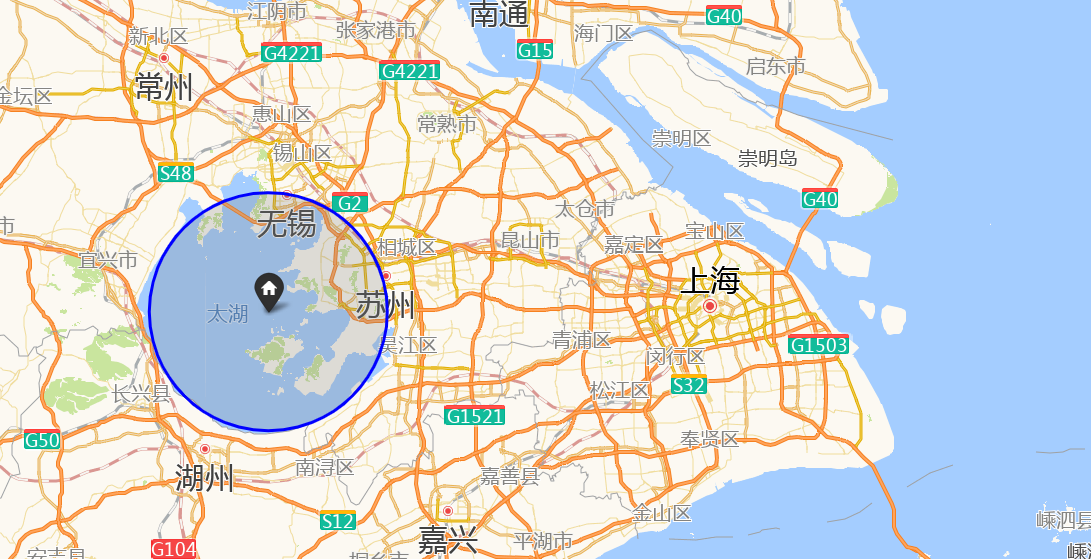 江阴市
南通
G40
新北区
张家港市
海门区
G4221
G15
G4221
启东市
常州
金坛区
惠山区
常熟市
崇明区
锡山区
崇明岛
S48
G2
G40
太仓市
无锡
市
相城区
昆山市
嘉定区
宝山区
宜兴市
上海
太湖
苏州
吴江区
青浦区
G1503
闵行区
长兴县
S32
松江区
G1521
G50
奉贤区
湖州
南浔区
嘉善县
S12
金山区
嵊泗县
嘉兴
平湖市
G104
安吉县
桐乡市
嵊泗